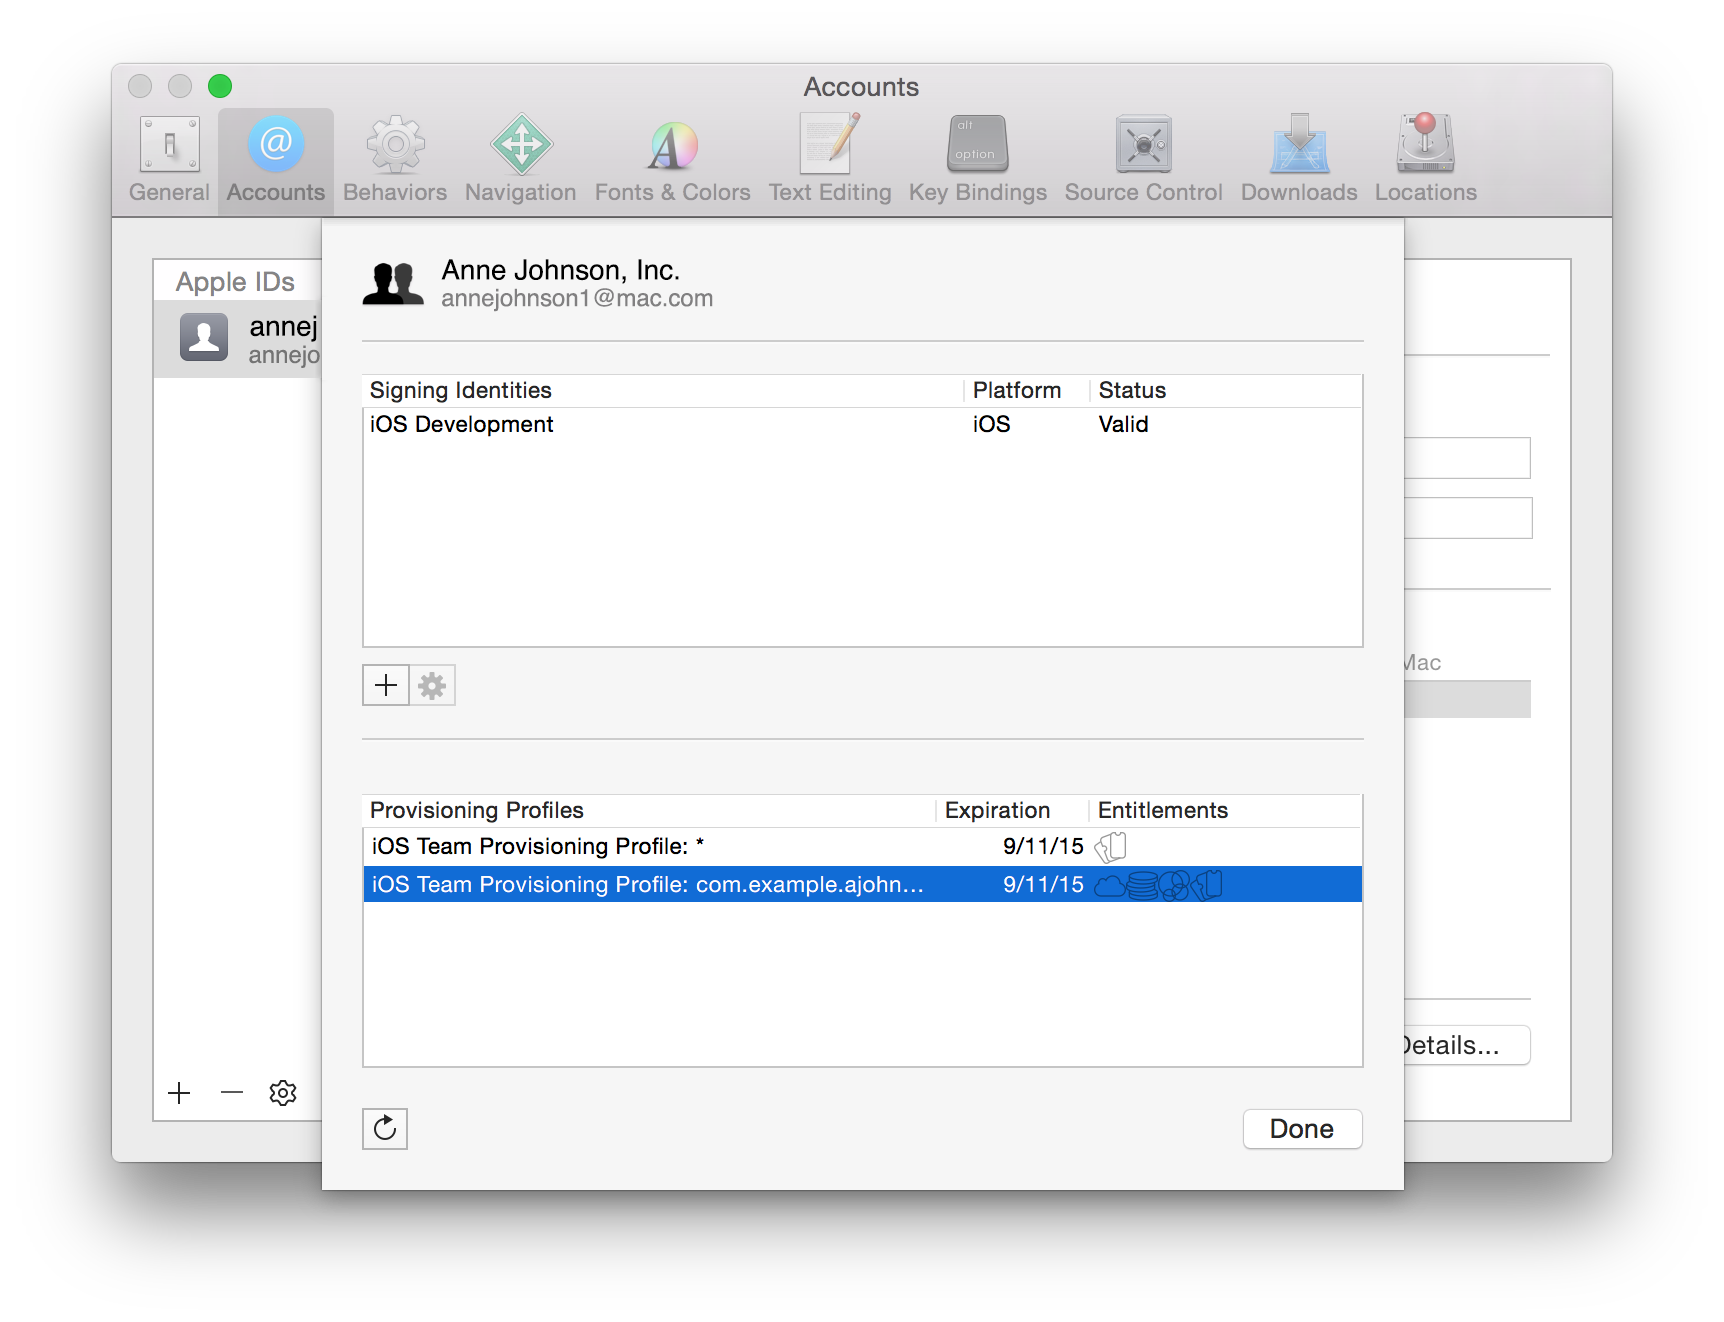 Accounts
General Accounts Behaviors Navigation Fonts & Colors Text Editing alt option Key Bindings Source Control Downloads Locations
Apple IDs
annej
annejo
Anne Johnson, Inc.
annejohnson1@mac.com
Signing Identities Platform Status
iOS Development iOS Valid
Mac
Provisioning Profiles Expiration Entitlements
iOS Team Provisioning Profile: * 9/11/15
iOS Team Provisioning Profile: com.example.ajohn... 9/11/15
Details...
Done